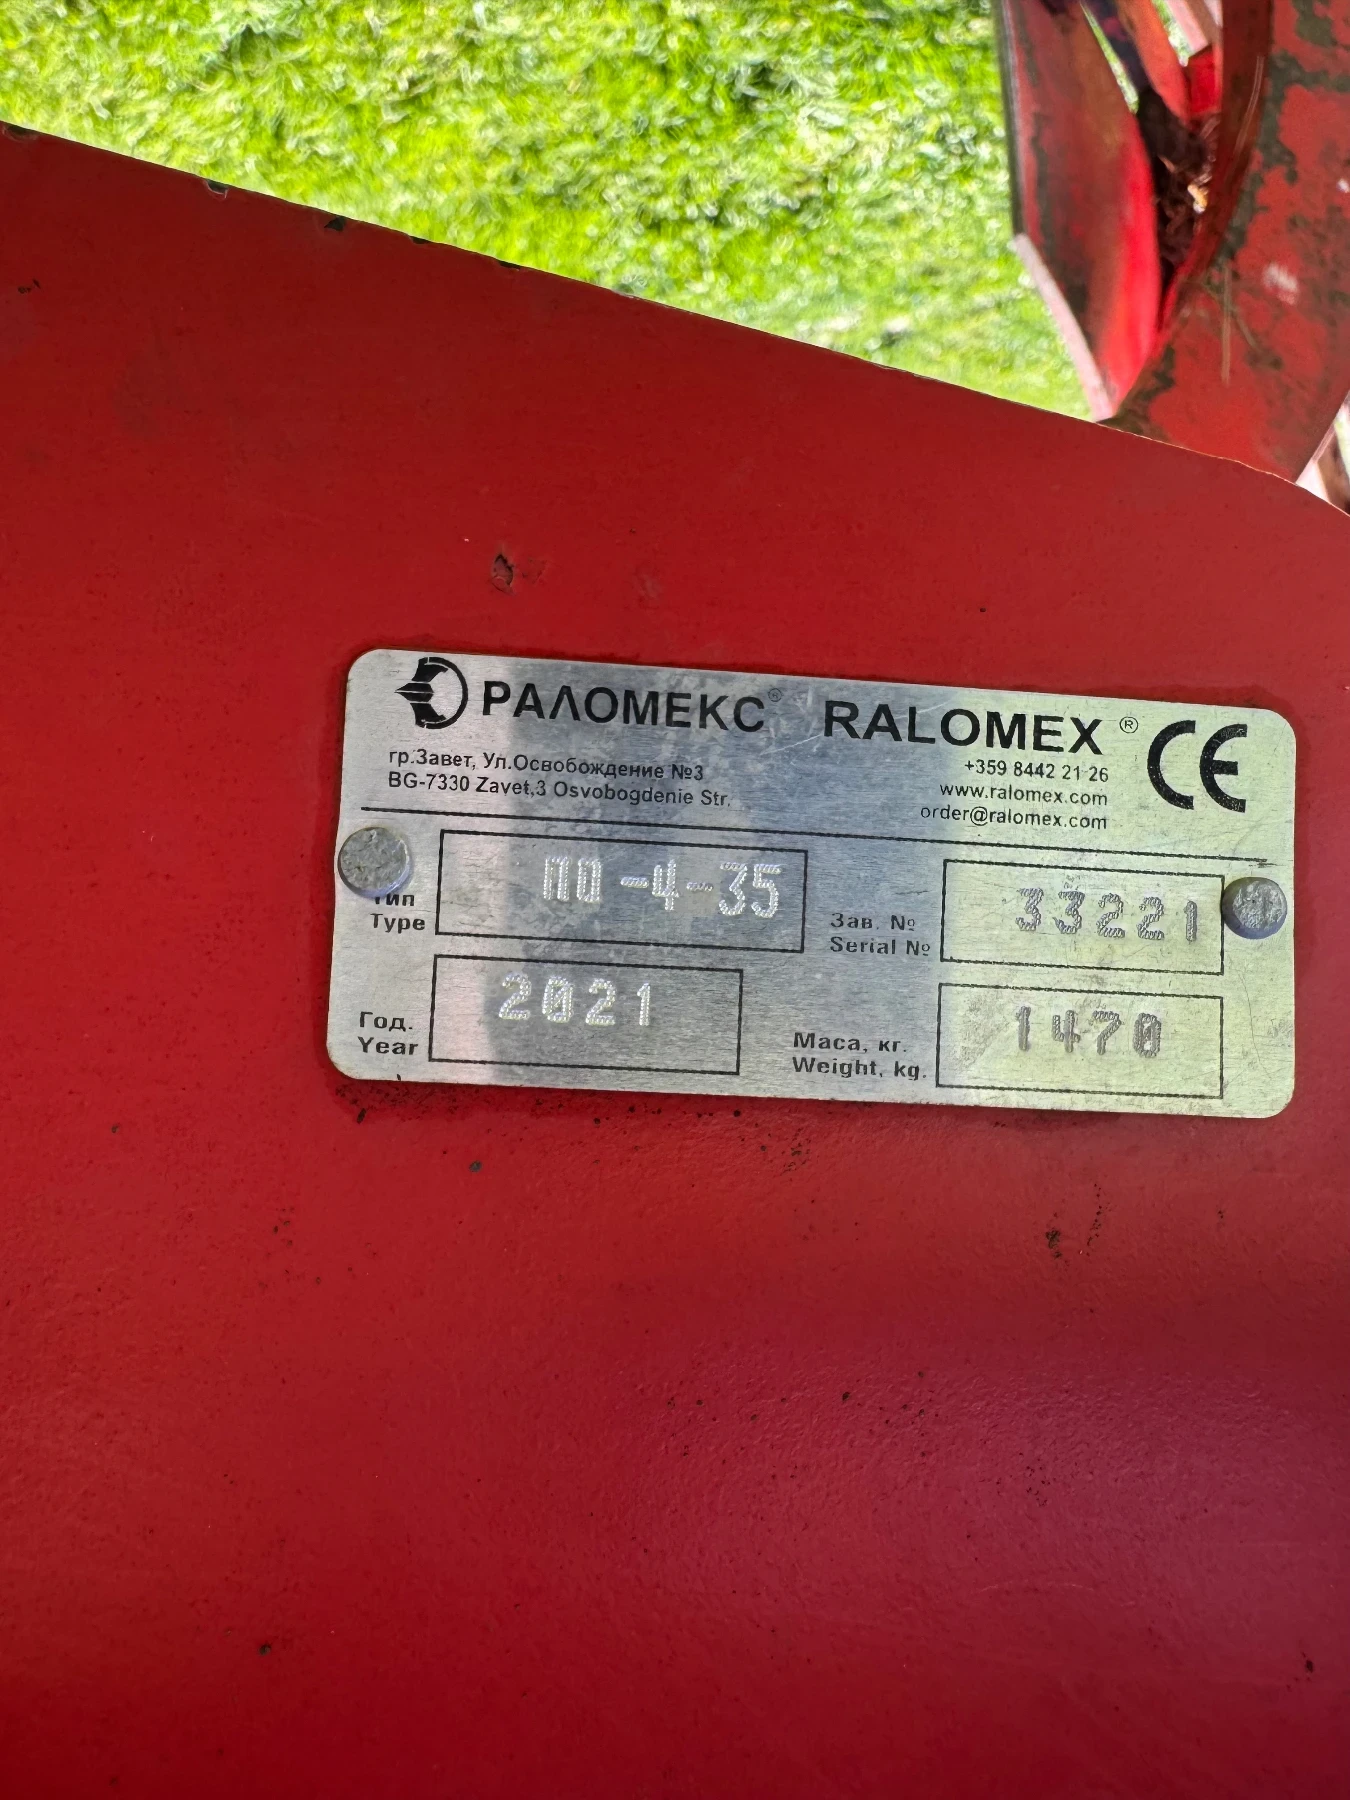 РАЛОМЕКС® RALOMEX®
гр.Завет, Ул.Освобождение №3
BG-7330 Zavet,3 Osvobogdenie Str.
+359 8442 21 26
www.ralomex.com
order@ralomex.com
CE
Тип
Type
ПО-4-35
Зав. №
Serial №
33221
Год.
Year
2021
Маса, кг.
Weight, kg.
1470